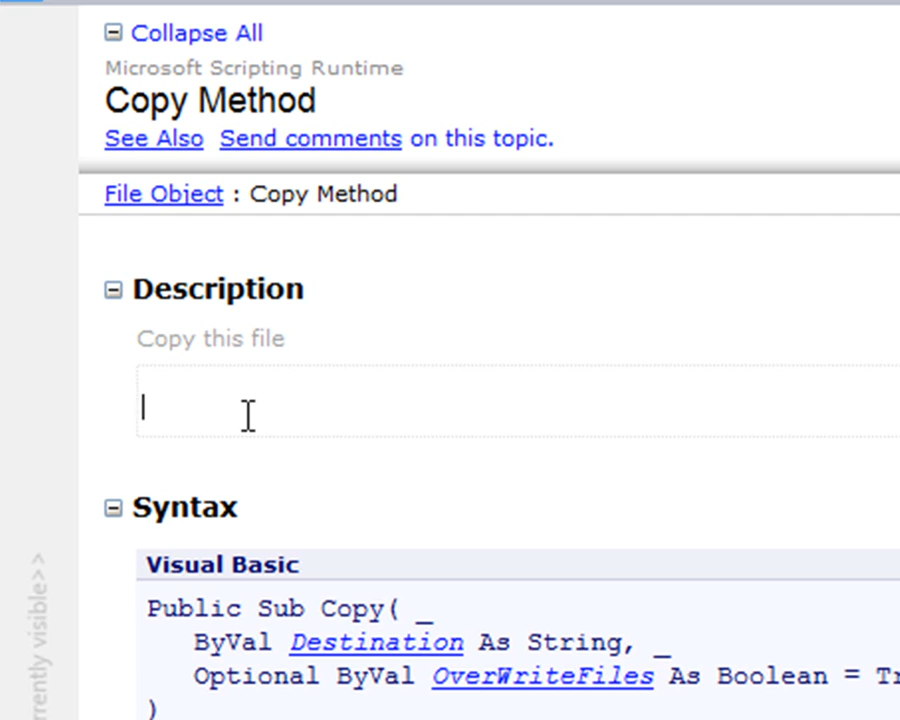 Collapse All
Microsoft Scripting Runtime
Copy Method
See Also Send comments on this topic.
File Object : Copy Method
Description
Copy this file
Syntax
Visual Basic
Public Sub Copy( _
ByVal Destination As String, _
Optional ByVal OverWriteFiles As Boolean = Tr
)
rrently visible>>